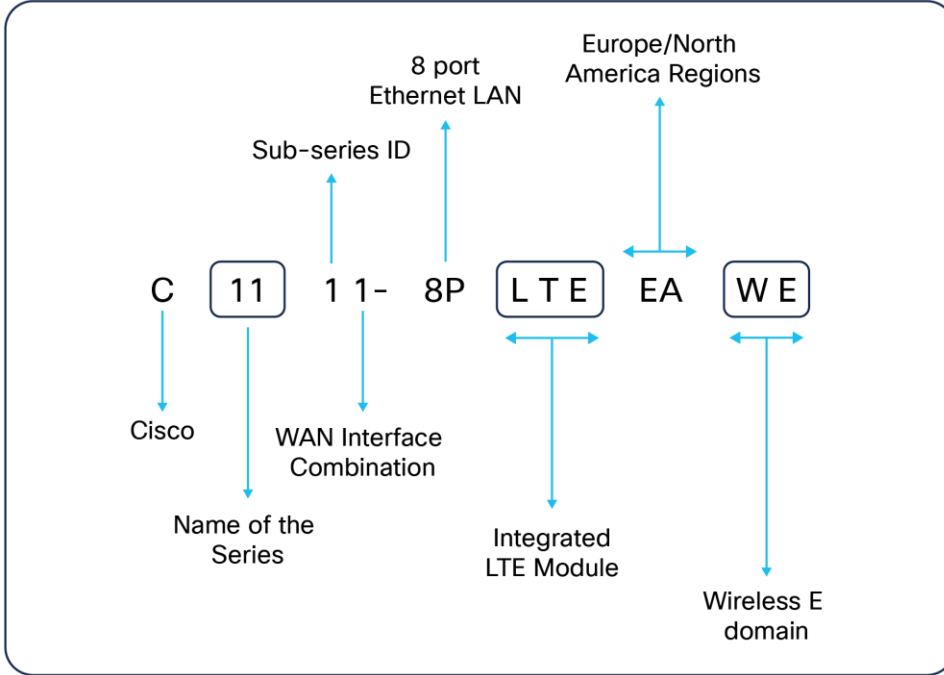 Europe/North
America Regions
8 port
Ethernet LAN
Sub-series ID
C 11 1 1- 8P L T E EA W E
Cisco
WAN Interface
Combination
Name of the
Series
Integrated
LTE Module
Wireless E
domain